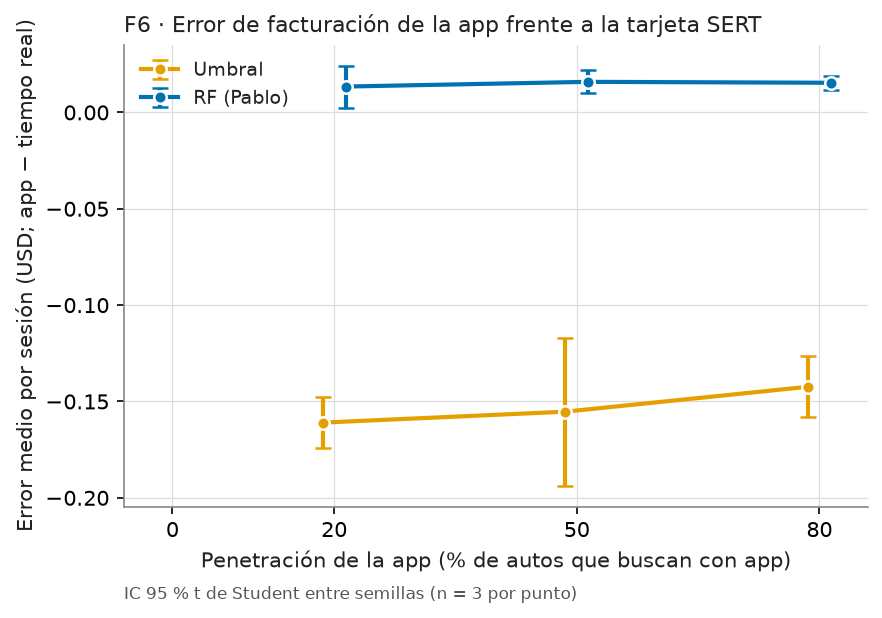 F6 · Error de facturación de la app frente a la tarjeta SERT
Error medio por sesión (USD; app − tiempo real)
Umbral
RF (Pablo)
0.00
−0.05
−0.10
−0.15
−0.20
0 20 50 80
Penetración de la app (% de autos que buscan con app)
IC 95 % t de Student entre semillas (n = 3 por punto)